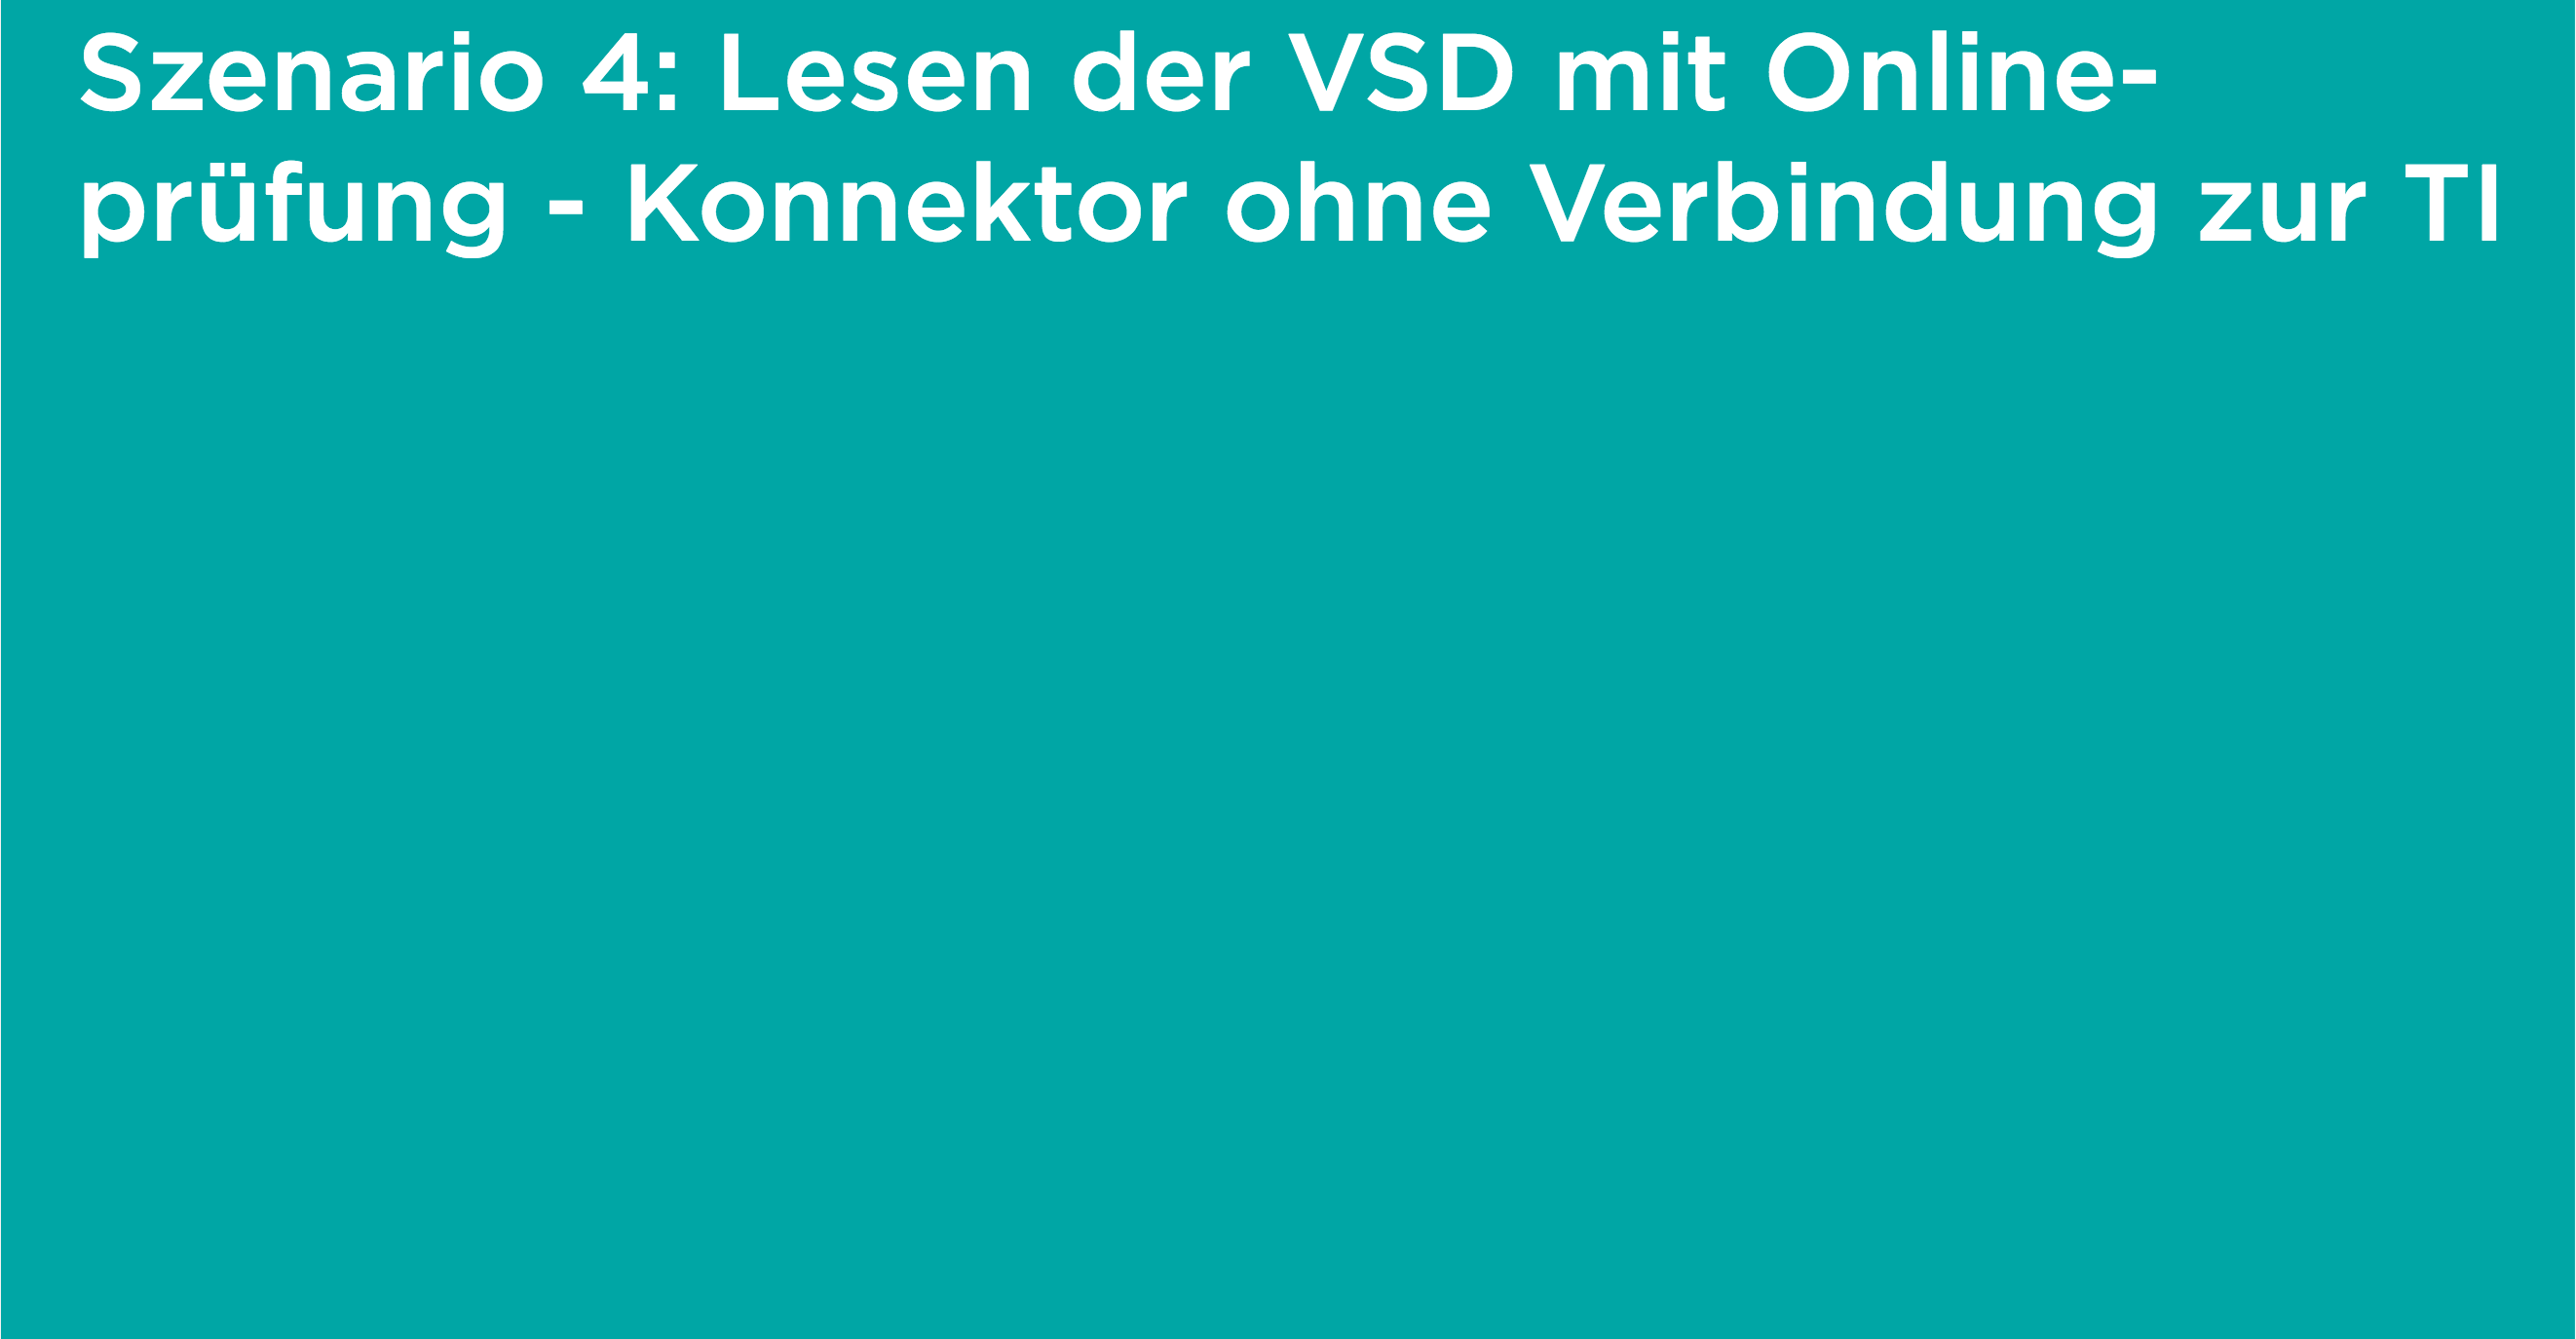 Szenario 4: Lesen der VSD mit Online-
prüfung - Konnektor ohne Verbindung zur TI